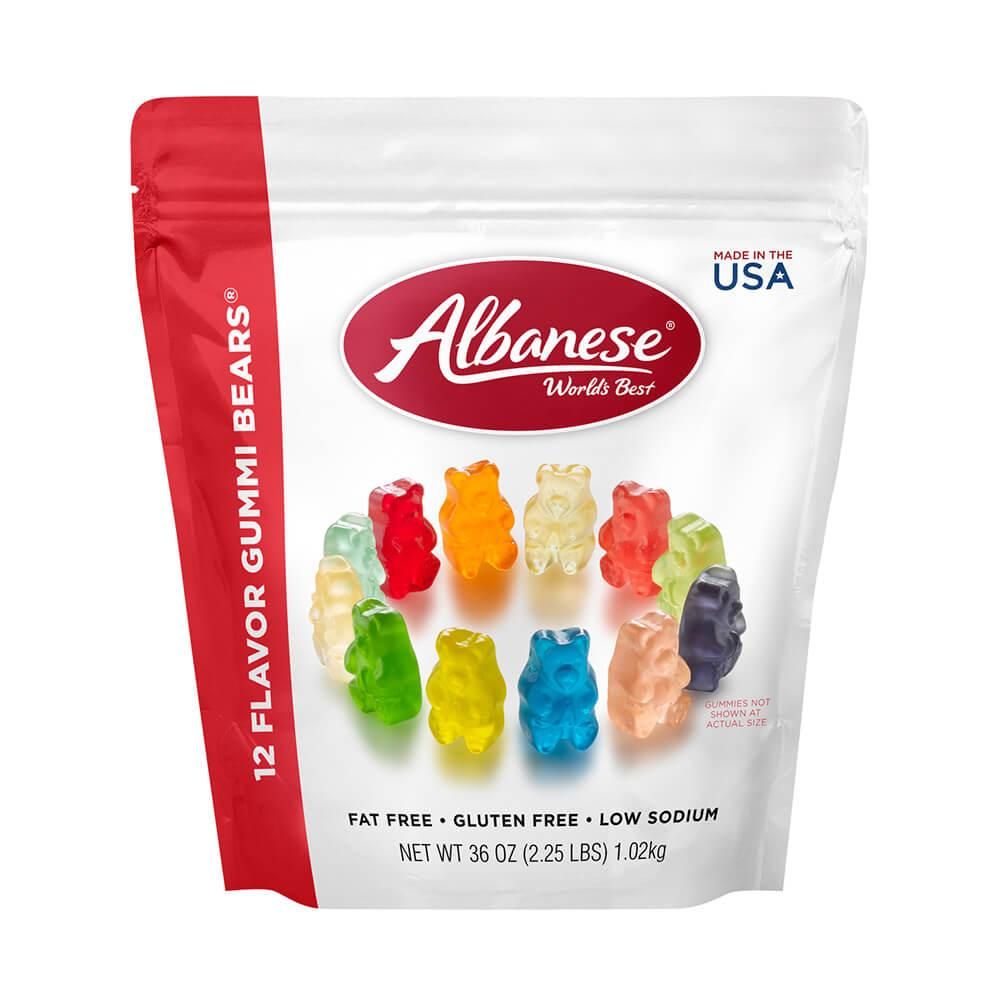 MADE IN THE
USA
Albanese®
World's Best
12 FLAVOR GUMMI BEARS®
GUMMIES NOT
SHOWN AT
ACTUAL SIZE
FAT FREE • GLUTEN FREE • LOW SODIUM
NET WT 36 OZ (2.25 LBS) 1.02kg